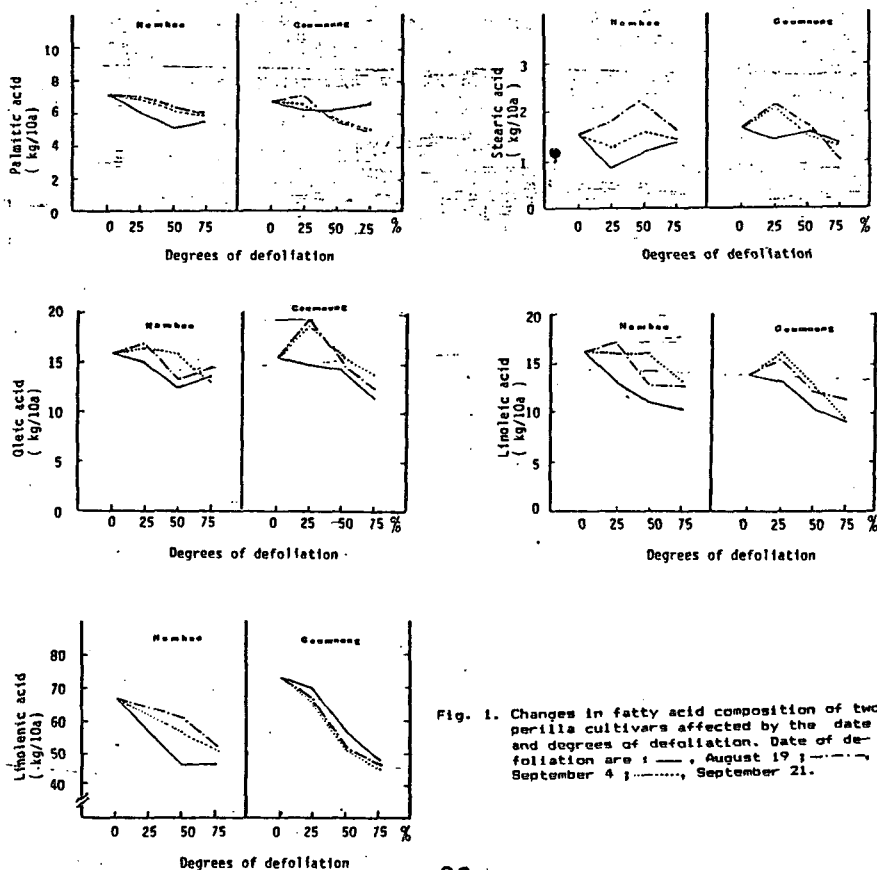 Palmitic acid
( kg/10a)
10
8
6
4
2
0
0 25 50 75 0 25 50 75 %
Degrees of defoliation
Stearic acid
( kg/10a)
3
2
1
0
0 25 50 75 0 25 50 75 %
Degrees of defoliation
Oleic acid
( kg/10a)
20
15
10
5
0
0 25 50 75 0 25 50 75 %
Degrees of defoliation
Linoleic acid
( kg/10a)
20
15
10
5
0
0 25 50 75 0 25 50 75 %
Degrees of defoliation
Linolenic acid
( kg/10a)
80
70
60
50
40
0 25 50 75 0 25 50 75 %
Degrees of defoliation
Fig. 1. Changes in fatty acid composition of two
perilla cultivars affected by the date
and degrees of defoliation. Date of de-
foliation are : ——, August 19 ; —·—·—,
September 4 ; ········, September 21.